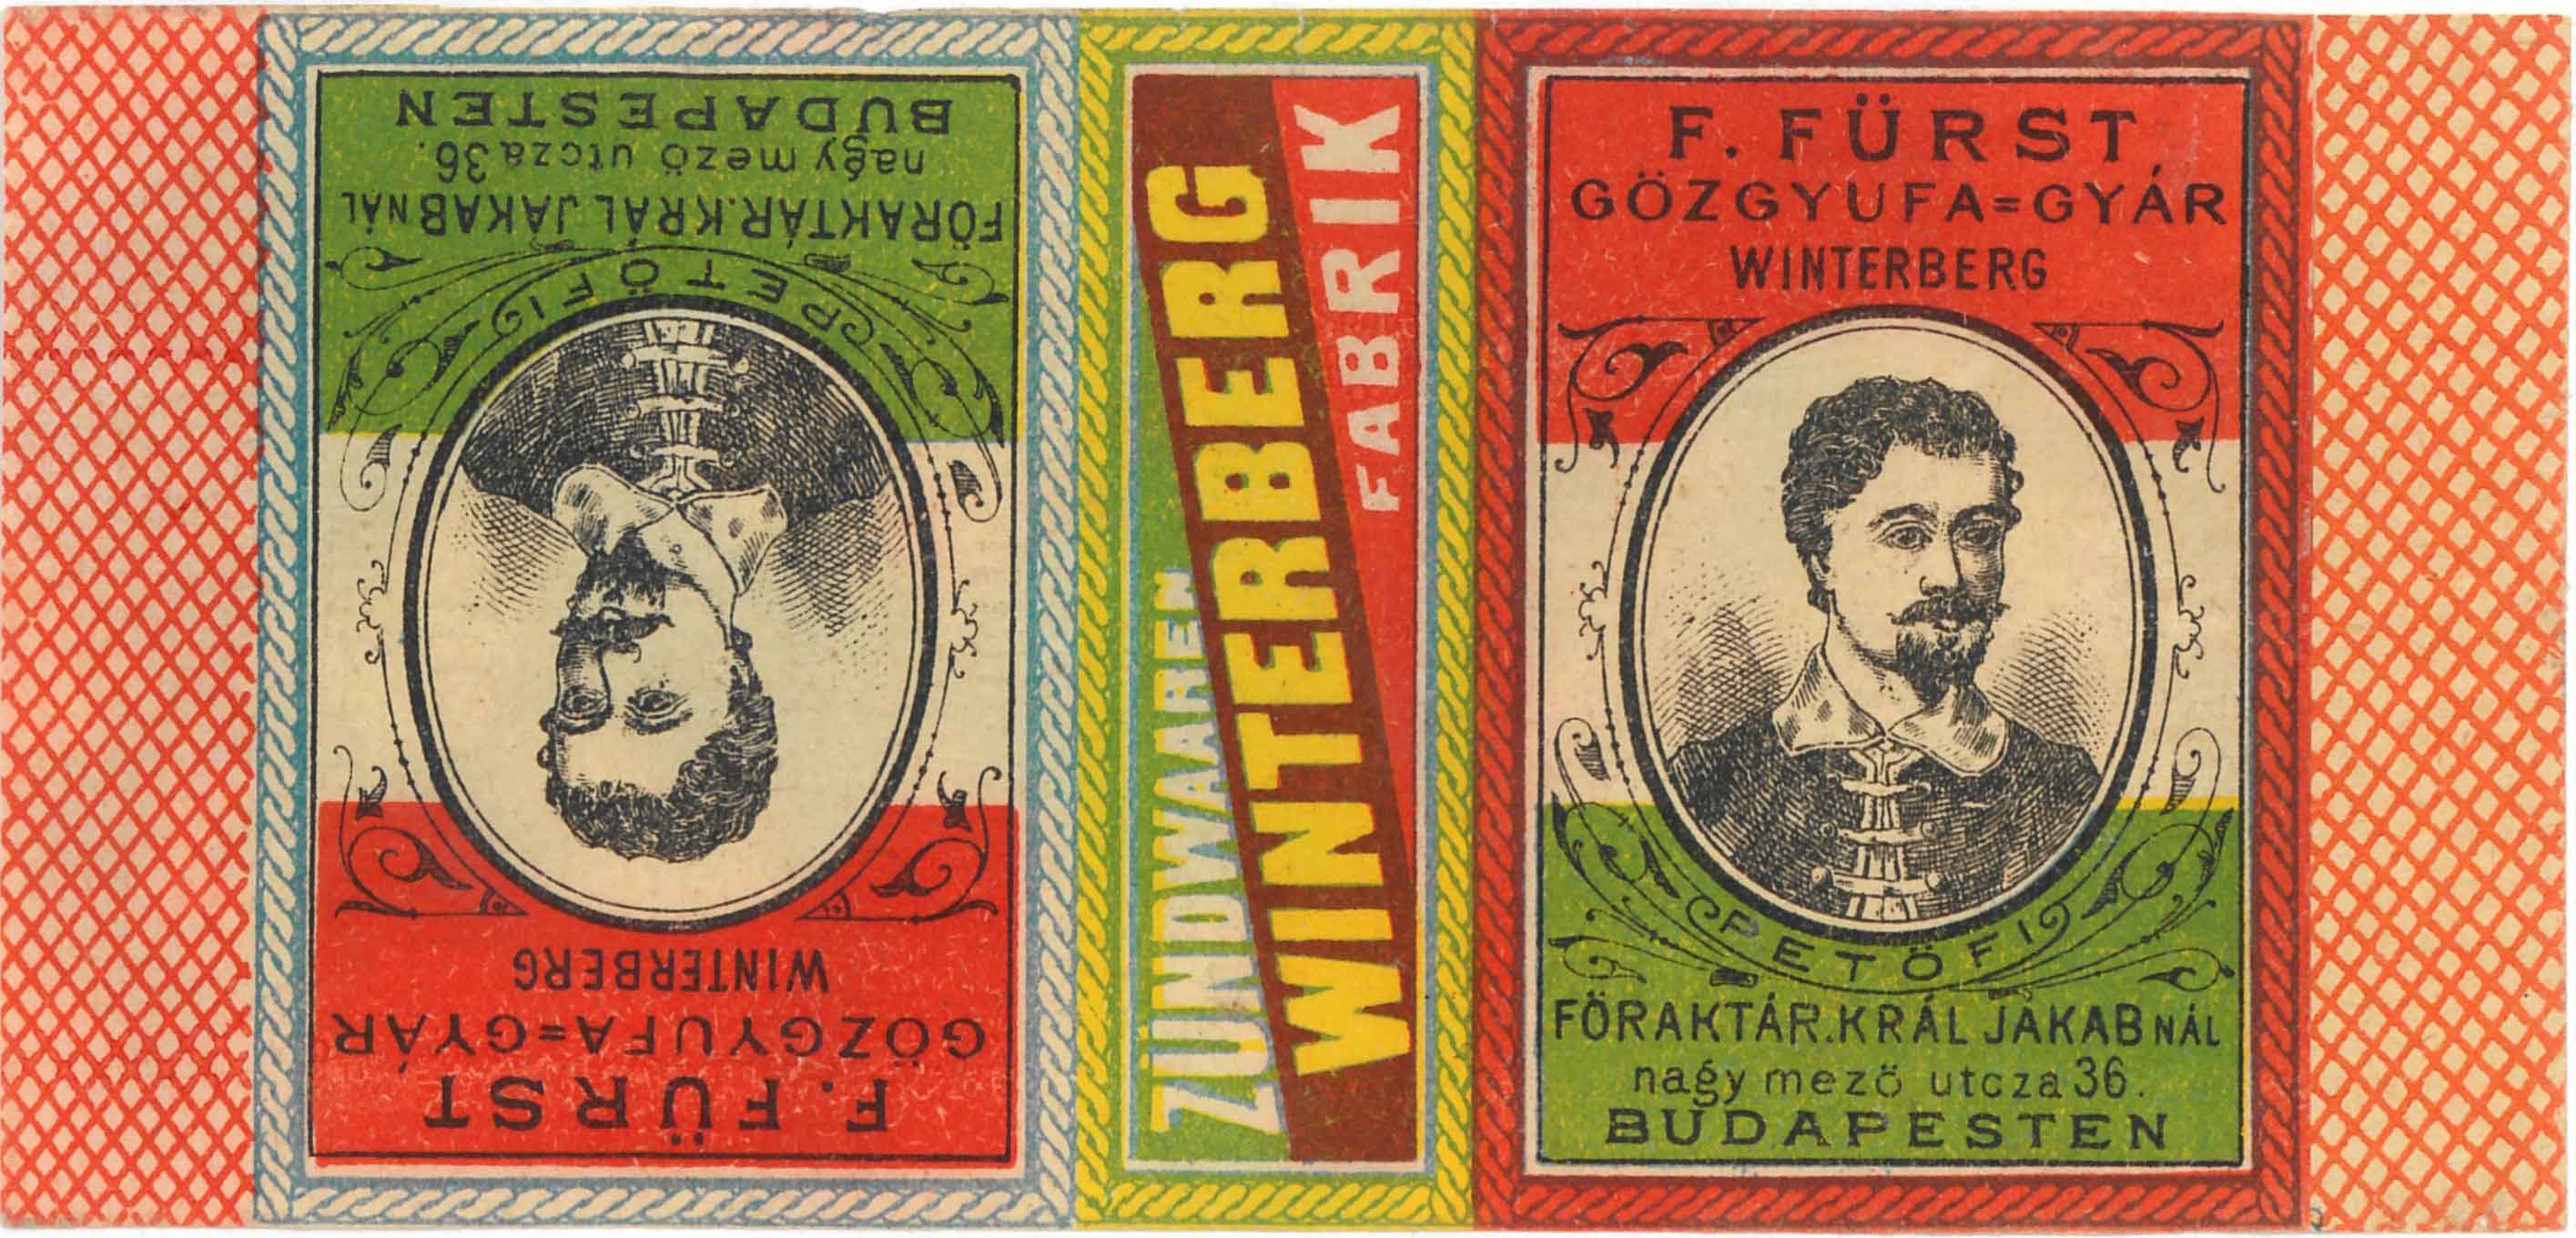 F. FÜRST
GÖZGYUFA=GYÁR
WINTERBERG
PETÖFI
FÖRAKTÁR.KRÁL JAKAB NÁL
nagy mezö utcza 36.
BUDAPESTEN
ZÜNDWAAREN
WINTERBERG
FABRIK
F. FÜRST
GÖZGYUFA=GYÁR
WINTERBERG
PETÖFI
FÖRAKTÁR.KRÁL JAKAB NÁL
nagy mezö utcza 36.
BUDAPESTEN